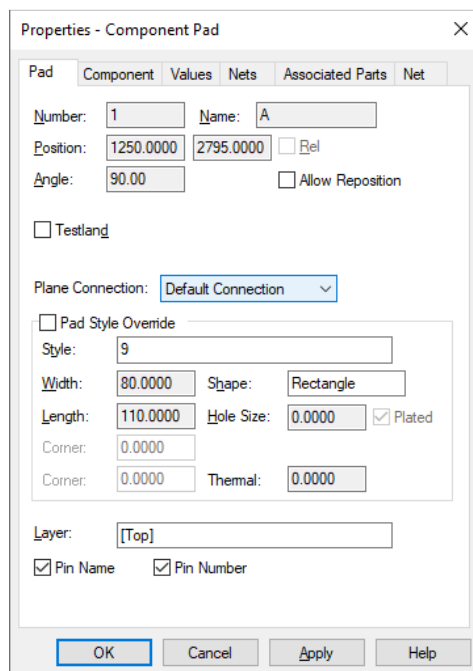 Properties - Component Pad
Pad Component Values Nets Associated Parts Net
Number: 1 Name: A
Position: 1250.0000 2795.0000 Rel
Angle: 90.00 Allow Reposition
Testland
Plane Connection: Default Connection
Pad Style Override
Style: 9
Width: 80.0000 Shape: Rectangle
Length: 110.0000 Hole Size: 0.0000 Plated
Corner: 0.0000
Corner: 0.0000 Thermal: 0.0000
Layer: [Top]
Pin Name Pin Number
OK Cancel Apply Help